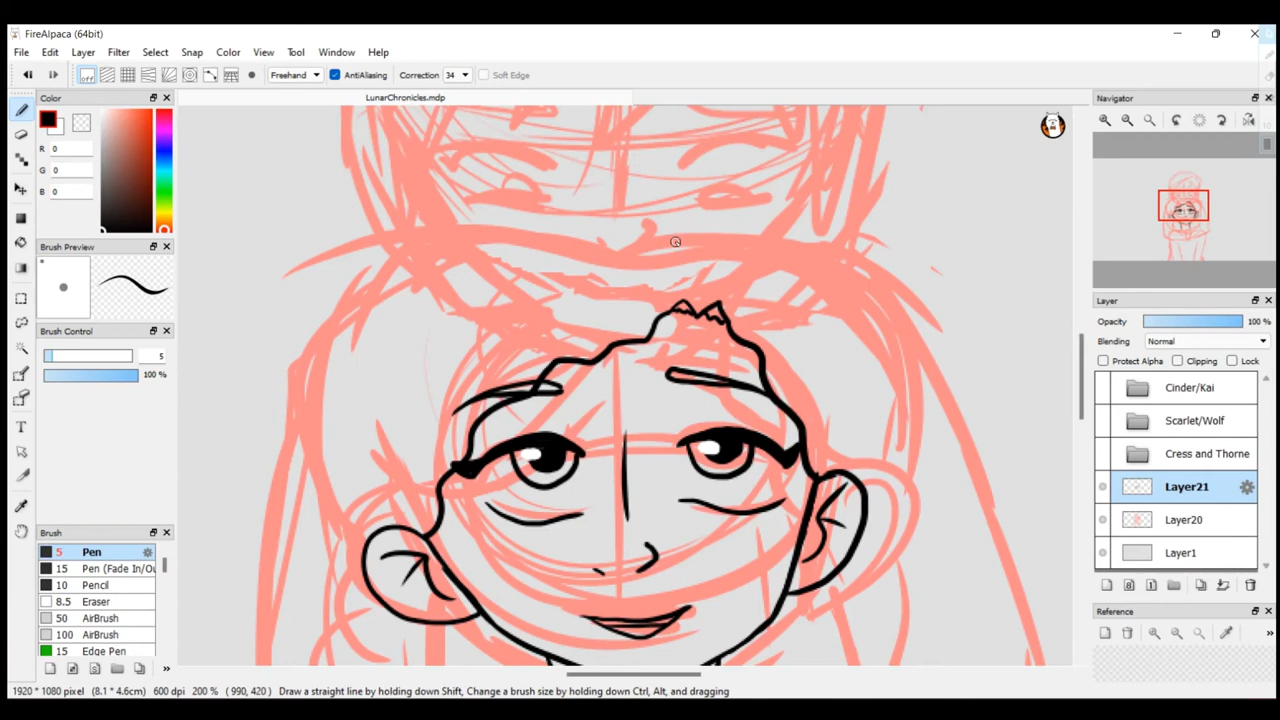 FireAlpaca (64bit)
File Edit Layer Filter Select Snap Color View Tool Window Help
off Freehand AntiAliasing Correction 34 Soft Edge
Color
LunarChronicles.mdp
Navigator
R 0
G 0
B 0
Brush Preview
Brush Control
5
100 %
Brush
5 Pen
15 Pen (Fade In/Ou
10 Pencil
8.5 Eraser
50 AirBrush
100 AirBrush
15 Edge Pen
Layer
Opacity 100 %
Blending Normal
Protect Alpha Clipping Lock
Cinder/Kai
Scarlet/Wolf
Cress and Thorne
Layer21
Layer20
Layer1
Reference
1920 * 1080 pixel (8.1 * 4.6cm) 600 dpi 200 % ( 990, 420 ) Draw a straight line by holding down Shift, Change a brush size by holding down Ctrl, Alt, and dragging